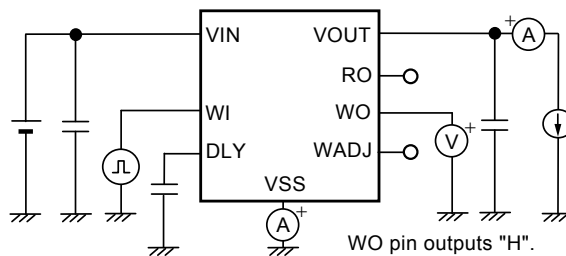 VIN
VOUT
A
+
RO
WI
WO
V
+
DLY
WADJ
VSS
A
+
WO pin outputs "H".